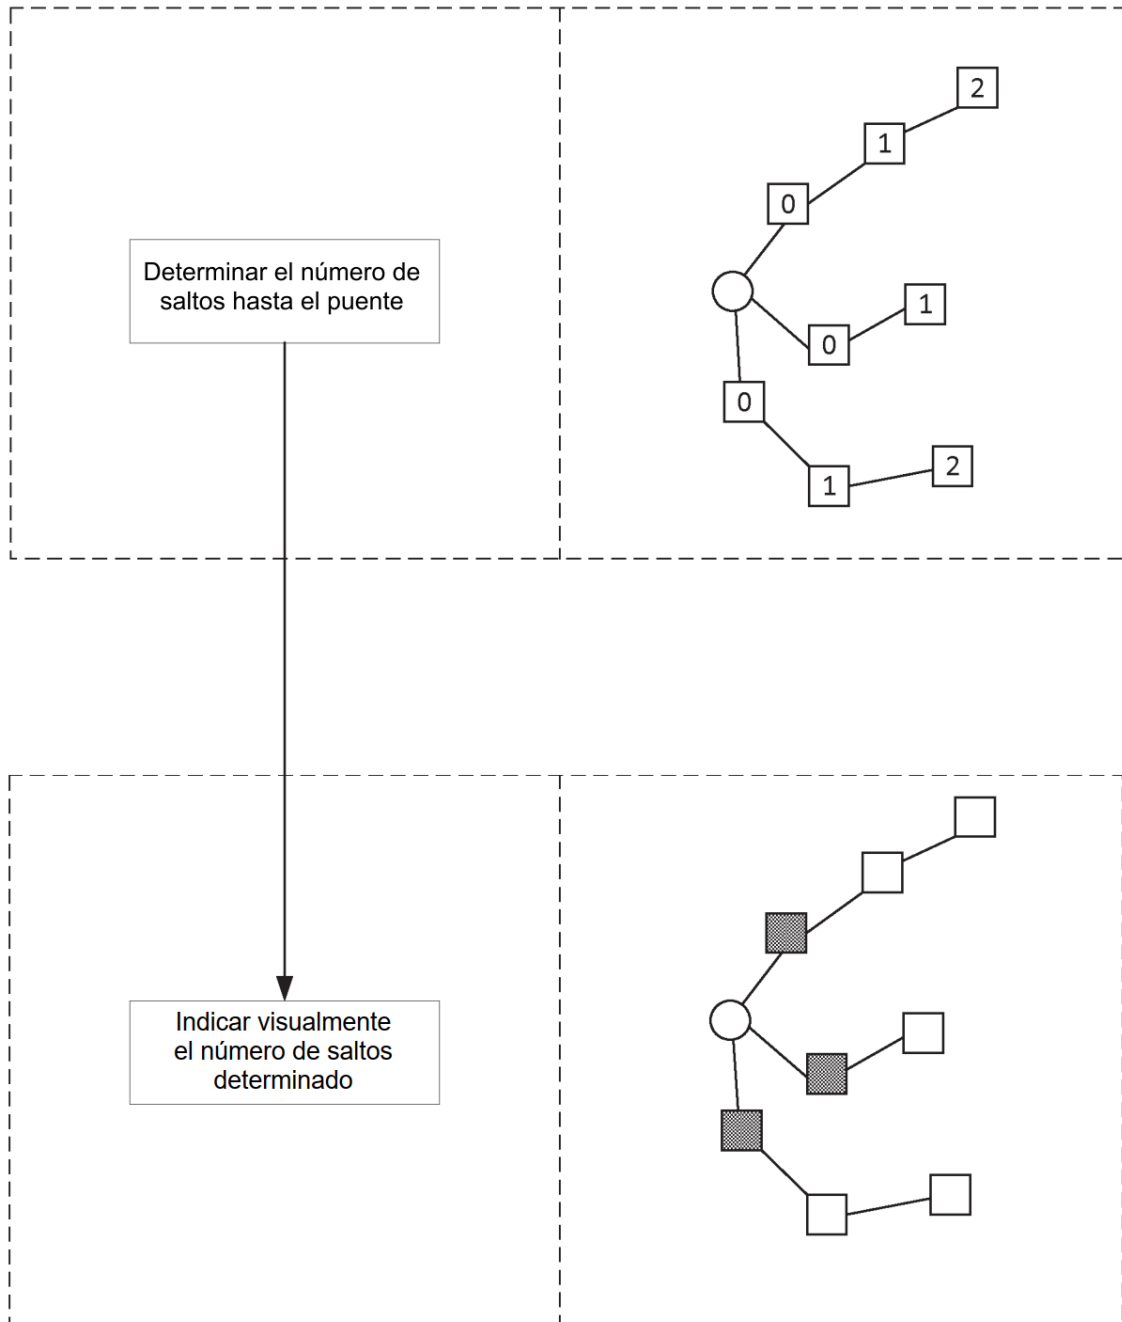 2
1
0
Determinar el número de
saltos hasta el puente
1
0
0
2
1
Indicar visualmente
el número de saltos
determinado